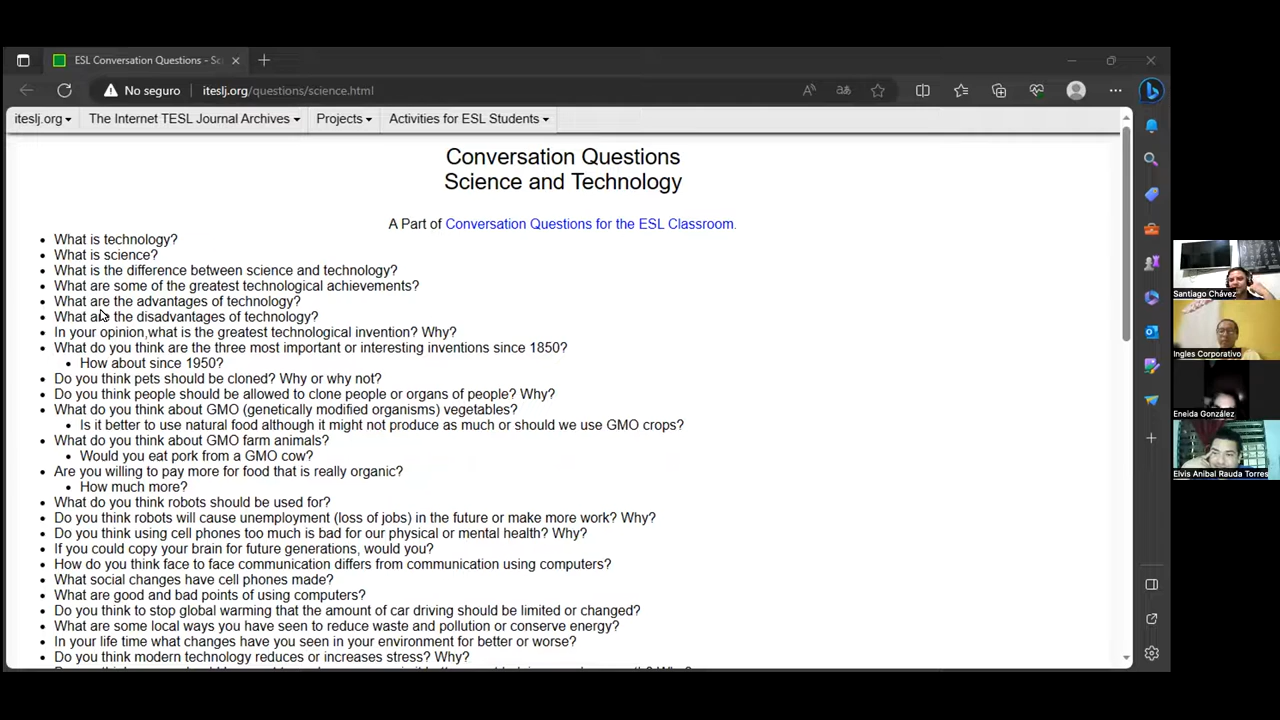 ESL Conversation Questions - Sc
No seguro
iteslj.org/questions/science.html
iteslj.org
The Internet TESL Journal Archives
Projects
Activities for ESL Students
Conversation Questions
Science and Technology
A Part of Conversation Questions for the ESL Classroom.
What is technology?
What is science?
What is the difference between science and technology?
What are some of the greatest technological achievements?
What are the advantages of technology?
What are the disadvantages of technology?
In your opinion,what is the greatest technological invention? Why?
What do you think are the three most important or interesting inventions since 1850?
How about since 1950?
Do you think pets should be cloned? Why or why not?
Do you think people should be allowed to clone people or organs of people? Why?
What do you think about GMO (genetically modified organisms) vegetables?
Is it better to use natural food although it might not produce as much or should we use GMO crops?
What do you think about GMO farm animals?
Would you eat pork from a GMO cow?
Are you willing to pay more for food that is really organic?
How much more?
What do you think robots should be used for?
Do you think robots will cause unemployment (loss of jobs) in the future or make more work? Why?
Do you think using cell phones too much is bad for our physical or mental health? Why?
If you could copy your brain for future generations, would you?
How do you think face to face communication differs from communication using computers?
What social changes have cell phones made?
What are good and bad points of using computers?
Do you think to stop global warming that the amount of car driving should be limited or changed?
What are some local ways you have seen to reduce waste and pollution or conserve energy?
In your life time what changes have you seen in your environment for better or worse?
Do you think modern technology reduces or increases stress? Why?
Santiago Chávez
Ingles Corporativo
Eneida González
Elvis Anibal Rauda Torres